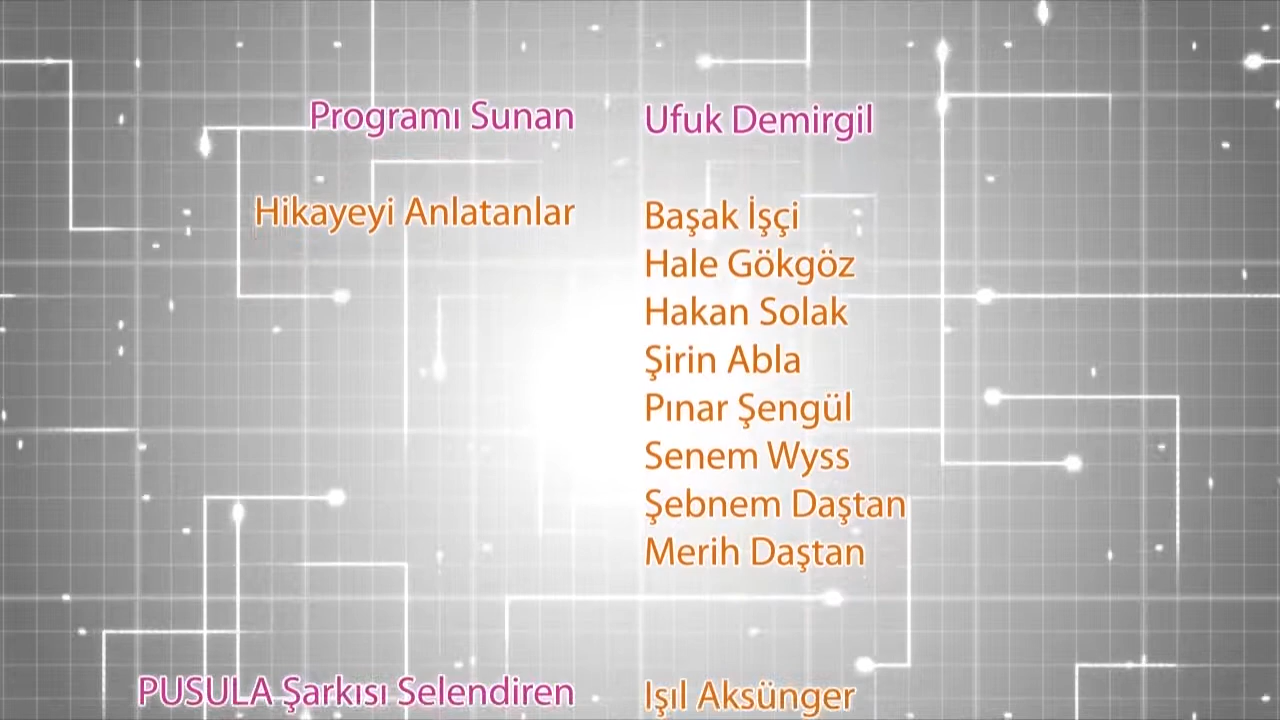 Programı Sunan Ufuk Demirgil
Hikayeyi Anlatanlar Başak İşçi
Hale Gökgöz
Hakan Solak
Şirin Abla
Pınar Şengül
Senem Wyss
Şebnem Daştan
Merih Daştan
PUSULA Şarkısı Selendiren Işıl Aksünger